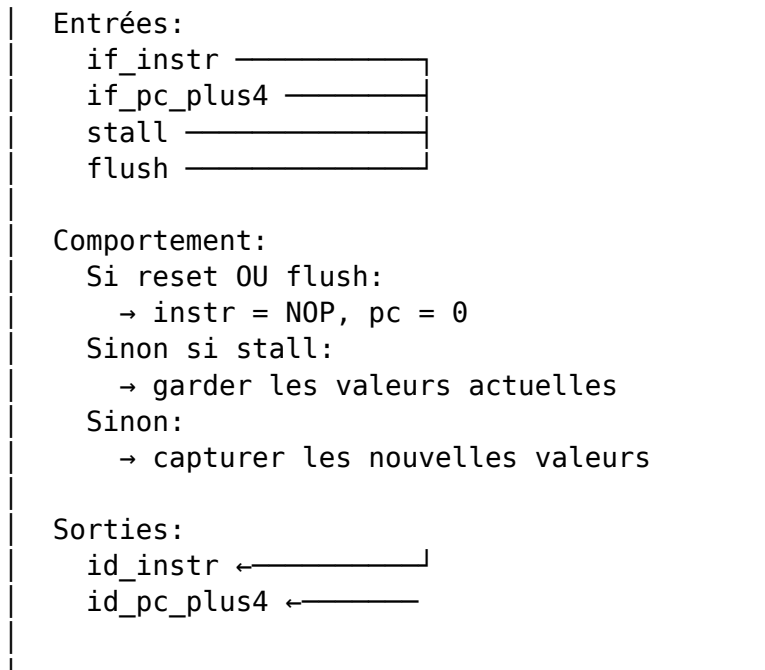 Entrées:
if_instr
if_pc_plus4
stall
flush
Comportement:
Si reset OU flush:
→ instr = NOP, pc = 0
Sinon si stall:
→ garder les valeurs actuelles
Sinon:
→ capturer les nouvelles valeurs
Sorties:
id_instr ←
id_pc_plus4 ←